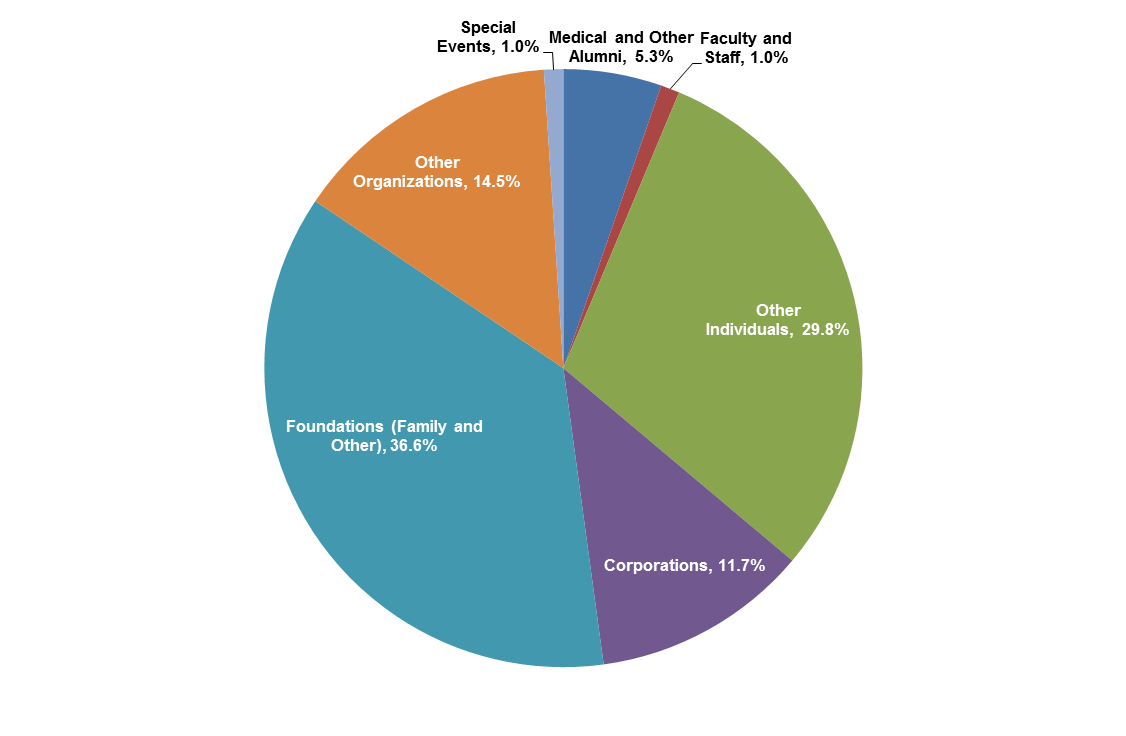 Special
Events, 1.0%
Medical and Other
Alumni, 5.3%
Faculty and
Staff, 1.0%
Other
Organizations, 14.5%
Other
Individuals, 29.8%
Foundations (Family and
Other), 36.6%
Corporations, 11.7%